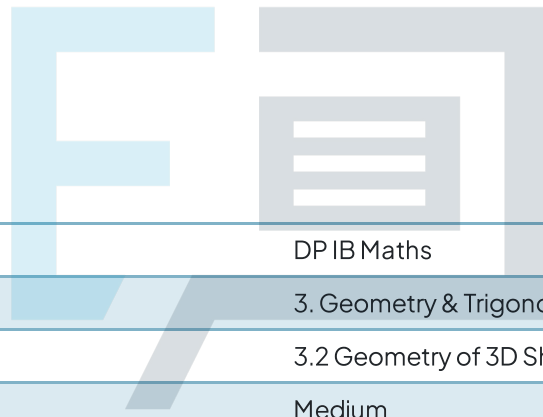 DP IB Maths
3. Geometry & Trigono
3.2 Geometry of 3D Sh
Medium